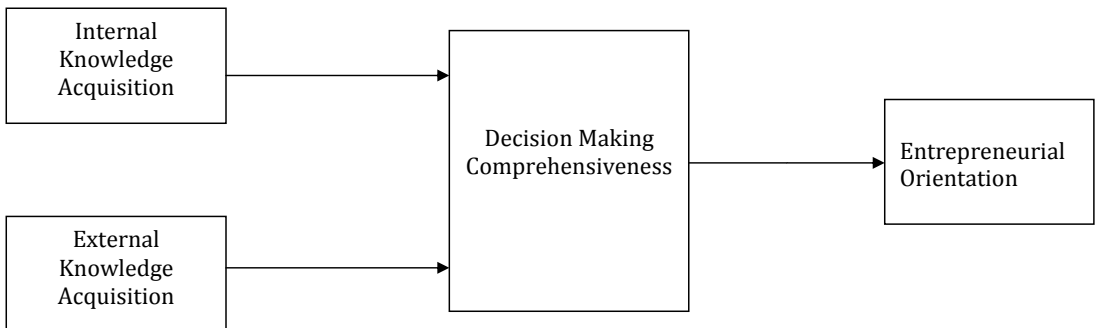 Internal
Knowledge
Acquisition
Decision Making
Comprehensiveness
Entrepreneurial
Orientation
External
Knowledge
Acquisition